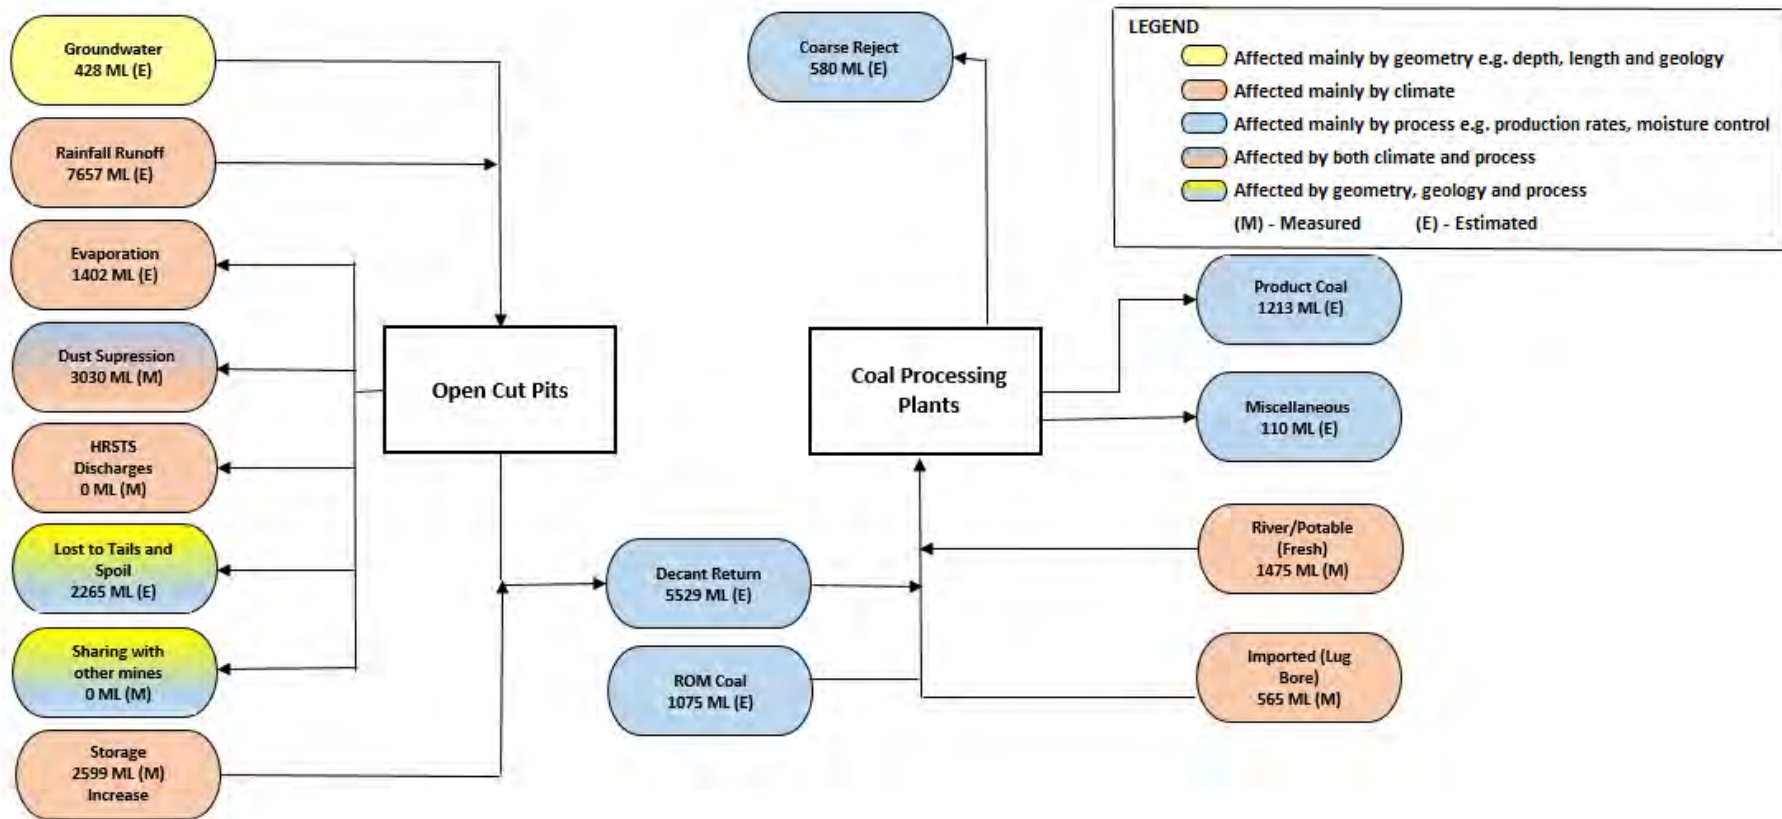 Groundwater
428 ML (E)
Rainfall Runoff
7657 ML (E)
Evaporation
1402 ML (E)
Dust Supression
3030 ML (M)
HRSTS
Discharges
0 ML (M)
Lost to Tails and
Spoil
2265 ML (E)
Sharing with
other mines
0 ML (M)
Storage
2599 ML (M)
Increase
Open Cut Pits
Decant Return
5529 ML (E)
ROM Coal
1075 ML (E)
Coarse Reject
580 ML (E)
Coal Processing
Plants
LEGEND
Affected mainly by geometry e.g. depth, length and geology
Affected mainly by climate
Affected mainly by process e.g. production rates, moisture control
Affected by both climate and process
Affected by geometry, geology and process
(M) - Measured (E) - Estimated
Product Coal
1213 ML (E)
Miscellaneous
110 ML (E)
River/Potable
(Fresh)
1475 ML (M)
Imported (Lug
Bore)
565 ML (M)